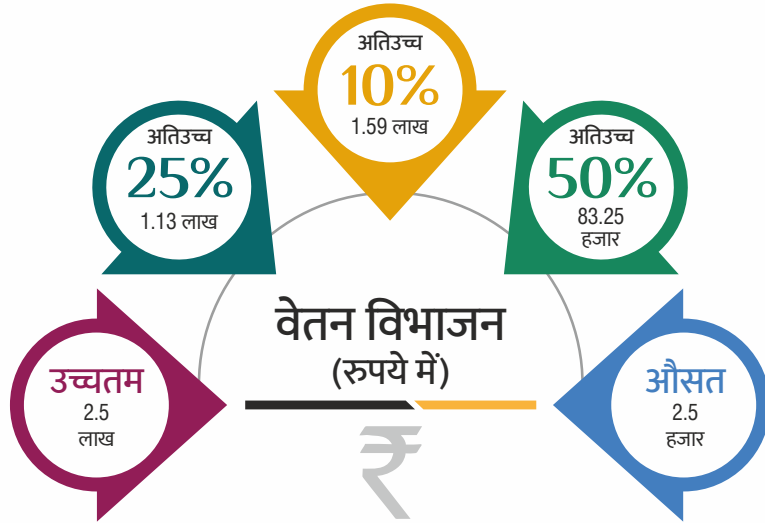 अतिउच्च
10%
1.59 लाख
अतिउच्च
25%
1.13 लाख
अतिउच्च
50%
83.25
हजार
वेतन विभाजन
(रुपये में)
उच्चतम
2.5
लाख
औसत
2.5
हजार
₹